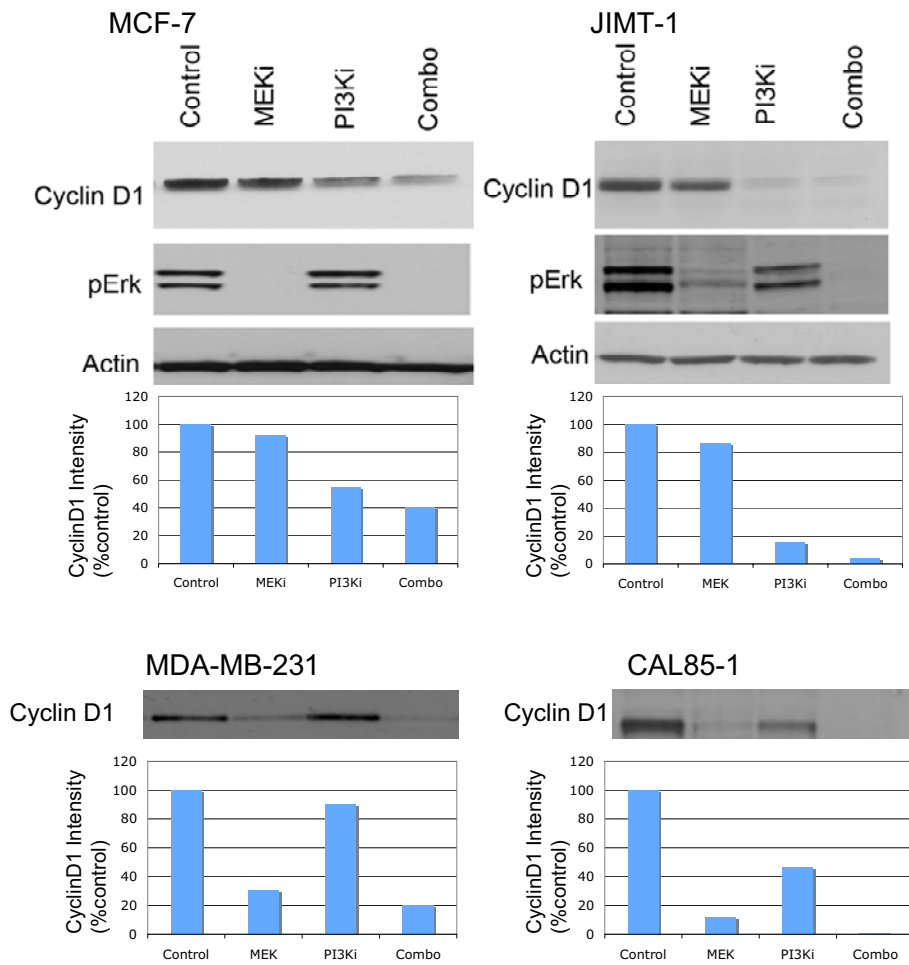 MCF-7
Control MEKi PI3Ki Combo
Cyclin D1
pErk
Actin
CyclinD1 Intensity
(%control)
120
100
80
60
40
20
0
Control MEKi PI3Ki Combo
JIMT-1
Control MEKi PI3Ki Combo
Cyclin D1
pErk
Actin
CyclinD1 Intensity
(%control)
120
100
80
60
40
20
0
Control MEK PI3Ki Combo
MDA-MB-231
Cyclin D1
CyclinD1 Intensity
(%control)
120
100
80
60
40
20
0
Control MEK PI3Ki Combo
CAL85-1
Cyclin D1
CyclinD1 Intensity
(%control)
120
100
80
60
40
20
0
Control MEK PI3Ki Combo